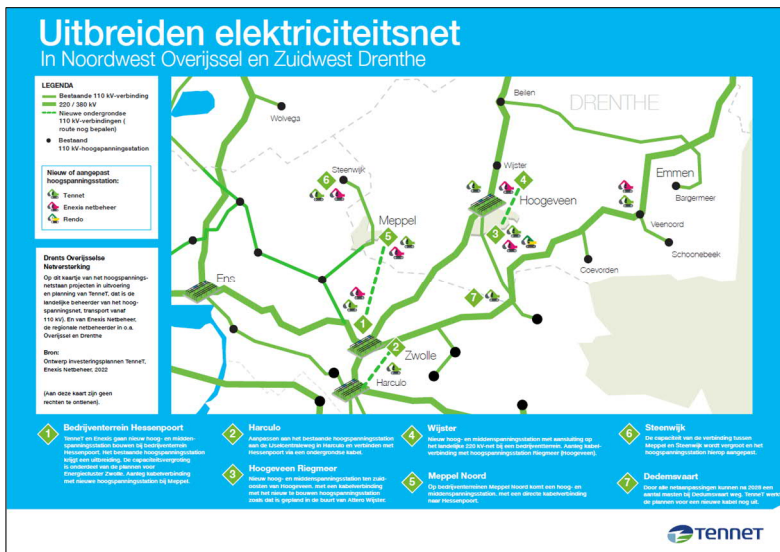 Uitbreiden elektriciteitsnet
In Noordwest Overijssel en Zuidwest Drenthe
LEGENDA
Bestaande 110 kV-verbinding
220 / 380 kV
Nieuwe ondergrondse
110 kV-verbindingen (
route nog bepalen)
Bestaand
110 kV-hoogspanningstation
Nieuw of aangepast
hoogspanningsstation:
Tennet
Enexis netbeheer
Rendo
Drents Overijsselse
Netversterking
Op dit kaartje van het hoogspannings-
netstaan projecten in uitvoering
en planning van TenneT, dat is de
landelijke beheerder van het hoog-
spanningsnet, transport vanaf
110 kV). En van Enexis Netbeheer,
de regionale netbeheerder in o.a.
Overijssel en Drenthe
Bron:
Ontwerp investeringsplannen TenneT,
Enexis Netbeheer, 2022
(Aan deze kaart zijn geen
rechten te ontlenen).
DRENTHE
Beilen
Wolvega
Steenwijk
6
Wijster
4
Emmen
Bargermeer
Hoogeveen
Meppel
5
3
Veenoord
Schoonebeek
Coevorden
Ens
7
1
2
Zwolle
Harculo
1
Bedrijventerrein Hessenpoort
TenneT en Enexis gaan nieuw hoog- en midden-
spanningsstation bouwen bij bedrijventerrein
Hessenpoort. Het bestaande hoogspanningsstation
krijgt een uitbreiding. De capaciteitsvergroting
is onderdeel van de plannen voor
Energiecluster Zwolle. Aanleg kabelverbinding
met nieuwe hoogspanningsstation bij Meppel.
2
Harculo
Aanpassen aan het bestaande hoogspanningsstation
aan de IJselcentraleweg in Harculo en verbinden met
Hessenpoort via een ondergrondse kabel.
3
Hoogeveen Riegmeer
Nieuw hoog- en middenspanningsstation ten zuid-
oosten van Hoogeveen. met een kabelverbinding
met het nieuw te bouwen hoogspanningsstation
zoals dat is gepland in de buurt van Attero Wijster.
4
Wijster
Nieuw hoog- en middenspanningsstation met aansluiting op
het landelijke 220 kV-net bij een bedrijventerrein. Aanleg kabel-
verbinding met hoogspanningsstation Riegmeer (Hoogeveen).
5
Meppel Noord
Op bedrijventerreinen Meppel Noord komt een hoog- en
middenspanningsstation. met een directe kabelverbinding
naar Hessenpoort.
6
Steenwijk
De capaciteit van de verbinding tussen
Meppel en Steenwijk wordt vergroot en het
hoogspanningsstation hierop aangepast.
7
Dedemsvaart
Door alle netaanpassingen kunnen na 2029 een
aantal masten bij Dedemsvaart weg. TenneT werkt
de plannen voor een nieuwe kabel nog uit.
TENNET